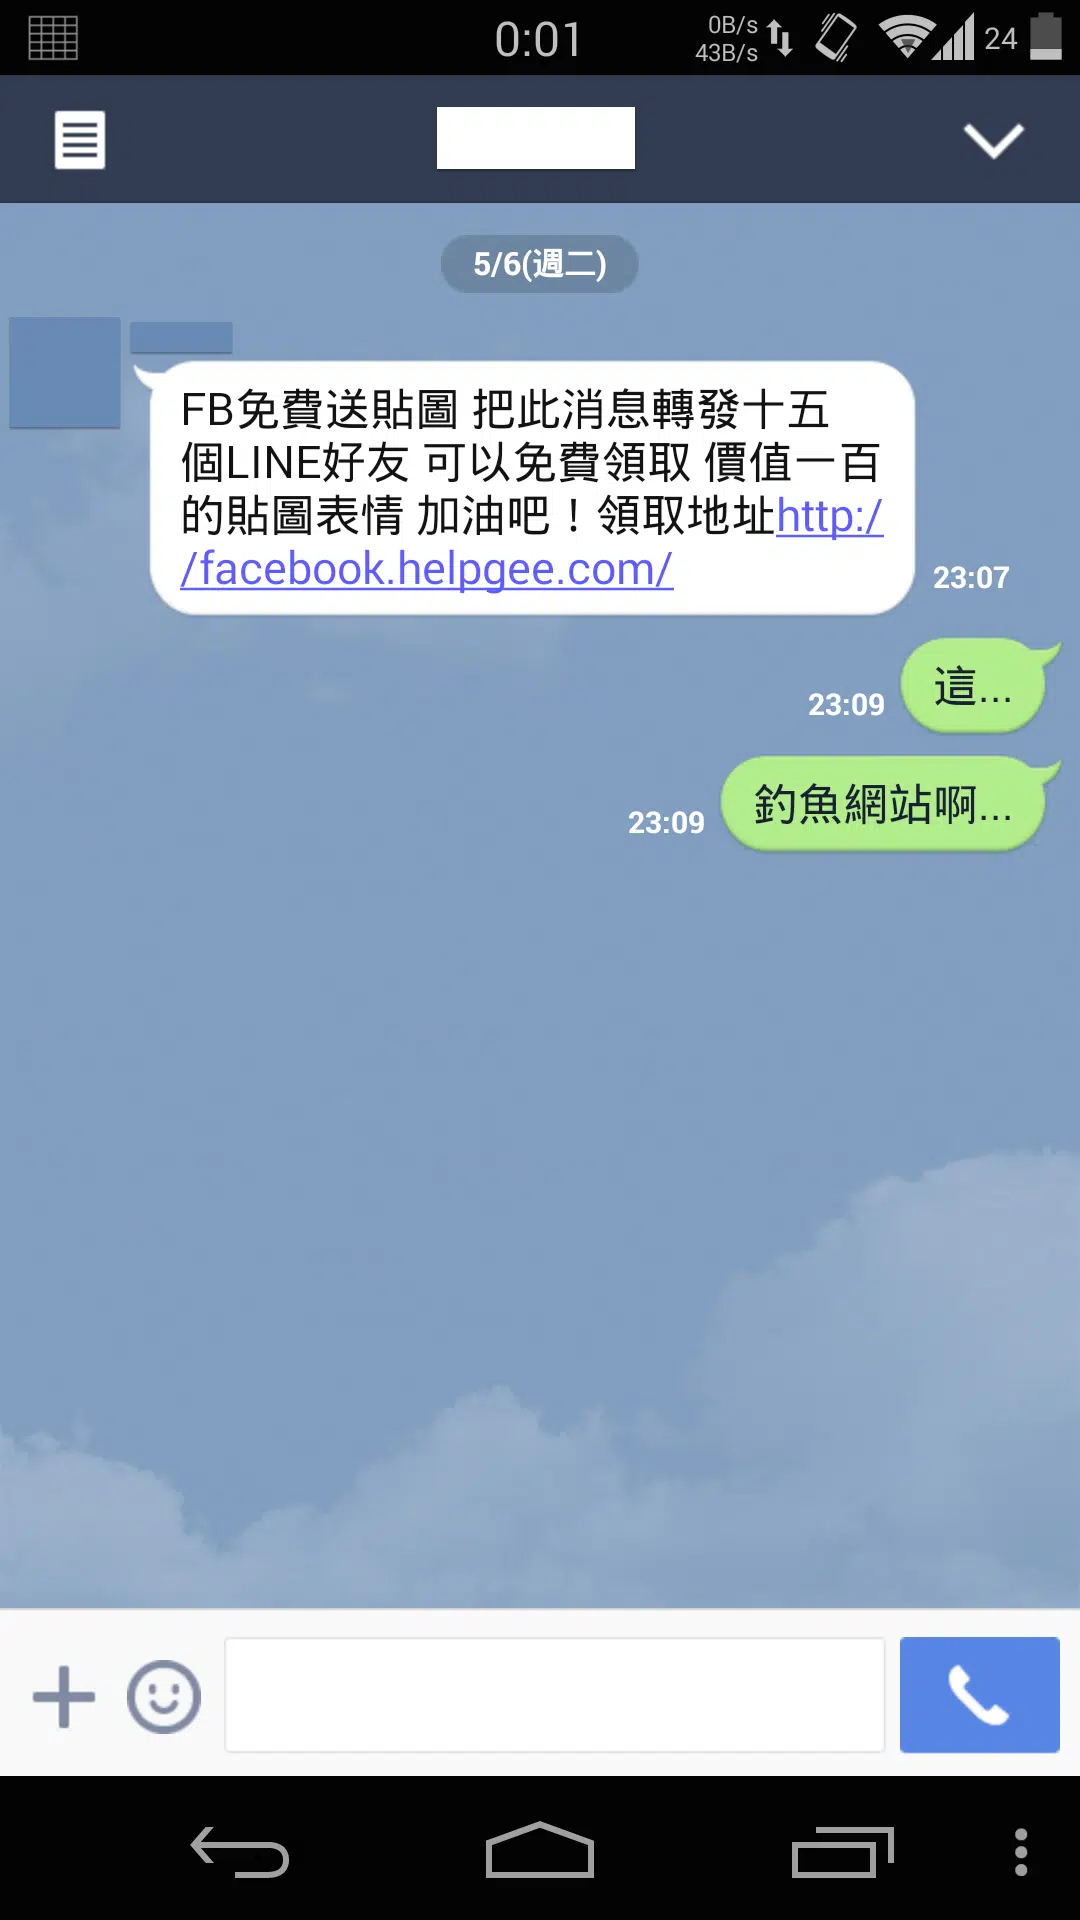 0:01
0B/s
43B/s
24
5/6(週二)
FB免費送貼圖 把此消息轉發十五
個LINE好友 可以免費領取 價值一百
的貼圖表情 加油吧！領取地址http:/
/facebook.helpgee.com/
23:07
這...
23:09
釣魚網站啊...
23:09